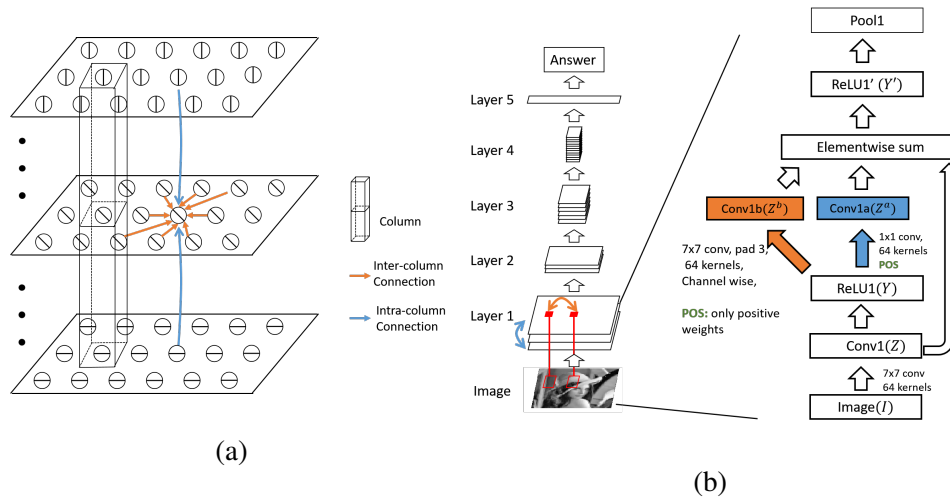 Column
Inter-column
Connection
Intra-column
Connection
(a)
Answer
Layer 5
Layer 4
Layer 3
Layer 2
Layer 1
Image
Pool1
ReLU1' (Y')
Elementwise sum
Conv1b(Z^b)
Conv1a(Z^a)
7x7 conv, pad 3,
64 kernels,
Channel wise,
POS: only positive
weights
1x1 conv,
64 kernels
POS
ReLU1(Y)
Conv1(Z)
7x7 conv
64 kernels
Image(I)
(b)